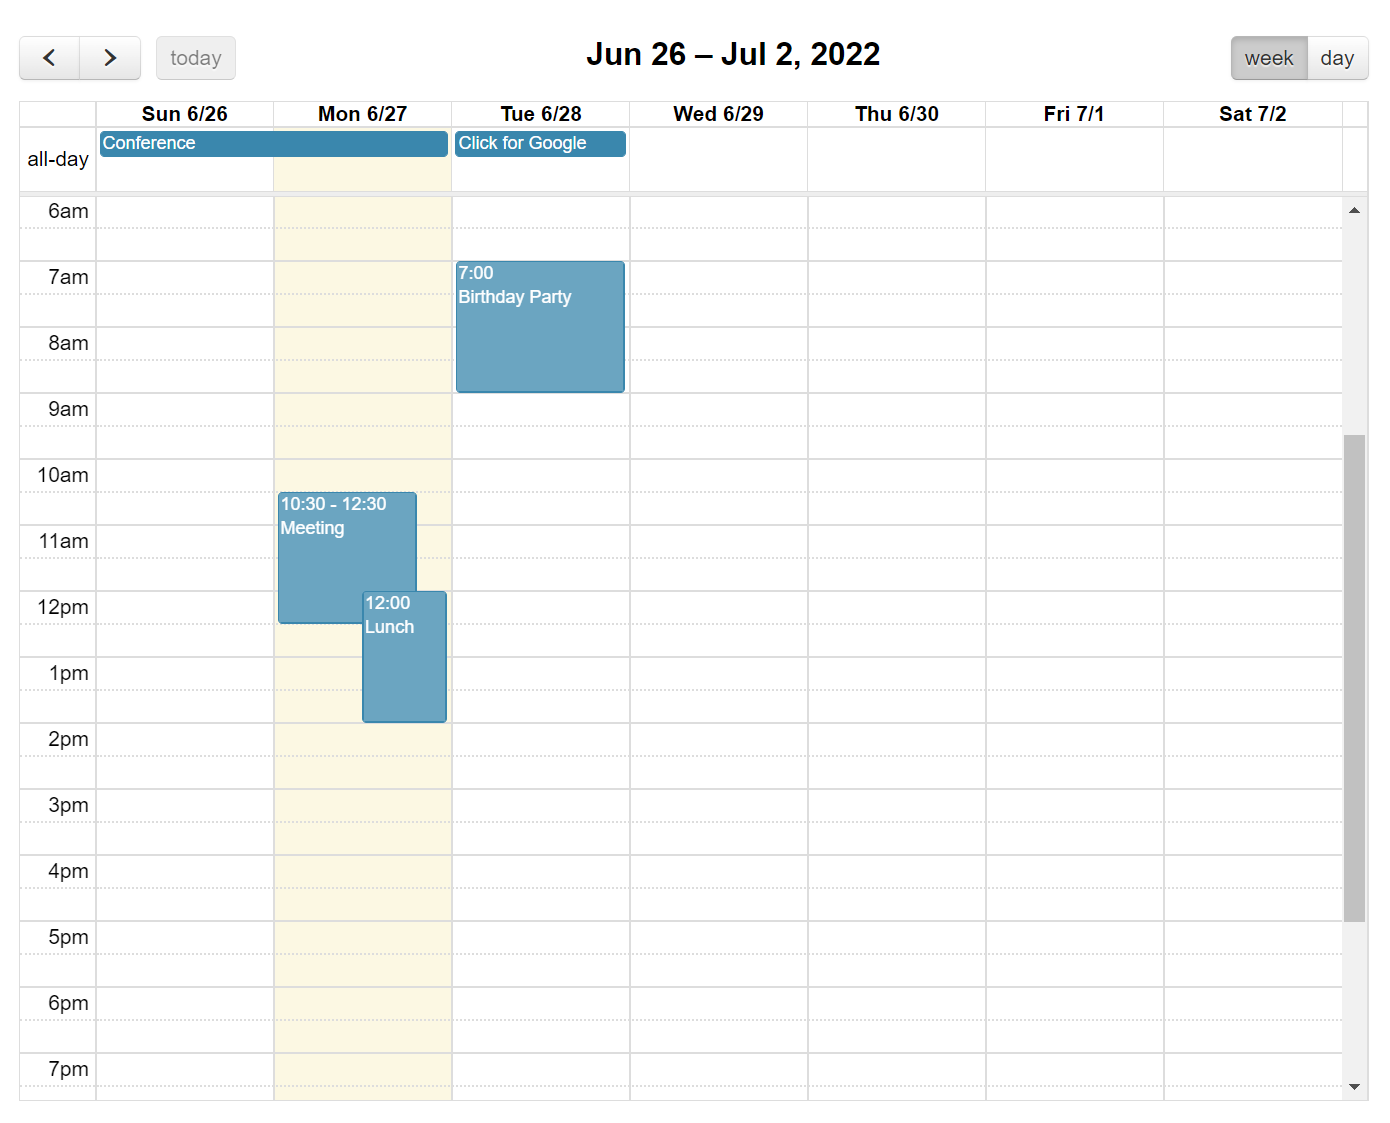 today
Jun 26 – Jul 2, 2022
week day
Sun 6/26 Mon 6/27 Tue 6/28 Wed 6/29 Thu 6/30 Fri 7/1 Sat 7/2
all-day
Conference
Click for Google
6am
7am
7:00
Birthday Party
8am
9am
10am
10:30 - 12:30
Meeting
11am
12pm
12:00
Lunch
1pm
2pm
3pm
4pm
5pm
6pm
7pm